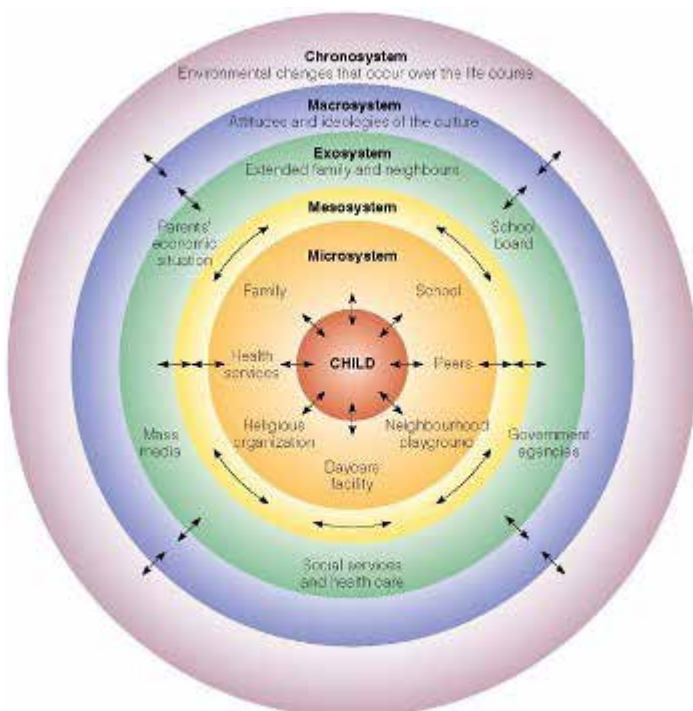 Chronosystem
Environmental changes that occur over the life course
Macrosystem
Attitudes and ideologies of the culture
Exosystem
Extended family and neighbours
Mesosystem
Parents'
economic
situation
School
board
Microsystem
Family
School
Health
services
CHILD
Peers
Religious
organization
Neighbourhood
playground
Mass
media
Government
agencies
Daycare
facility
Social services
and health care